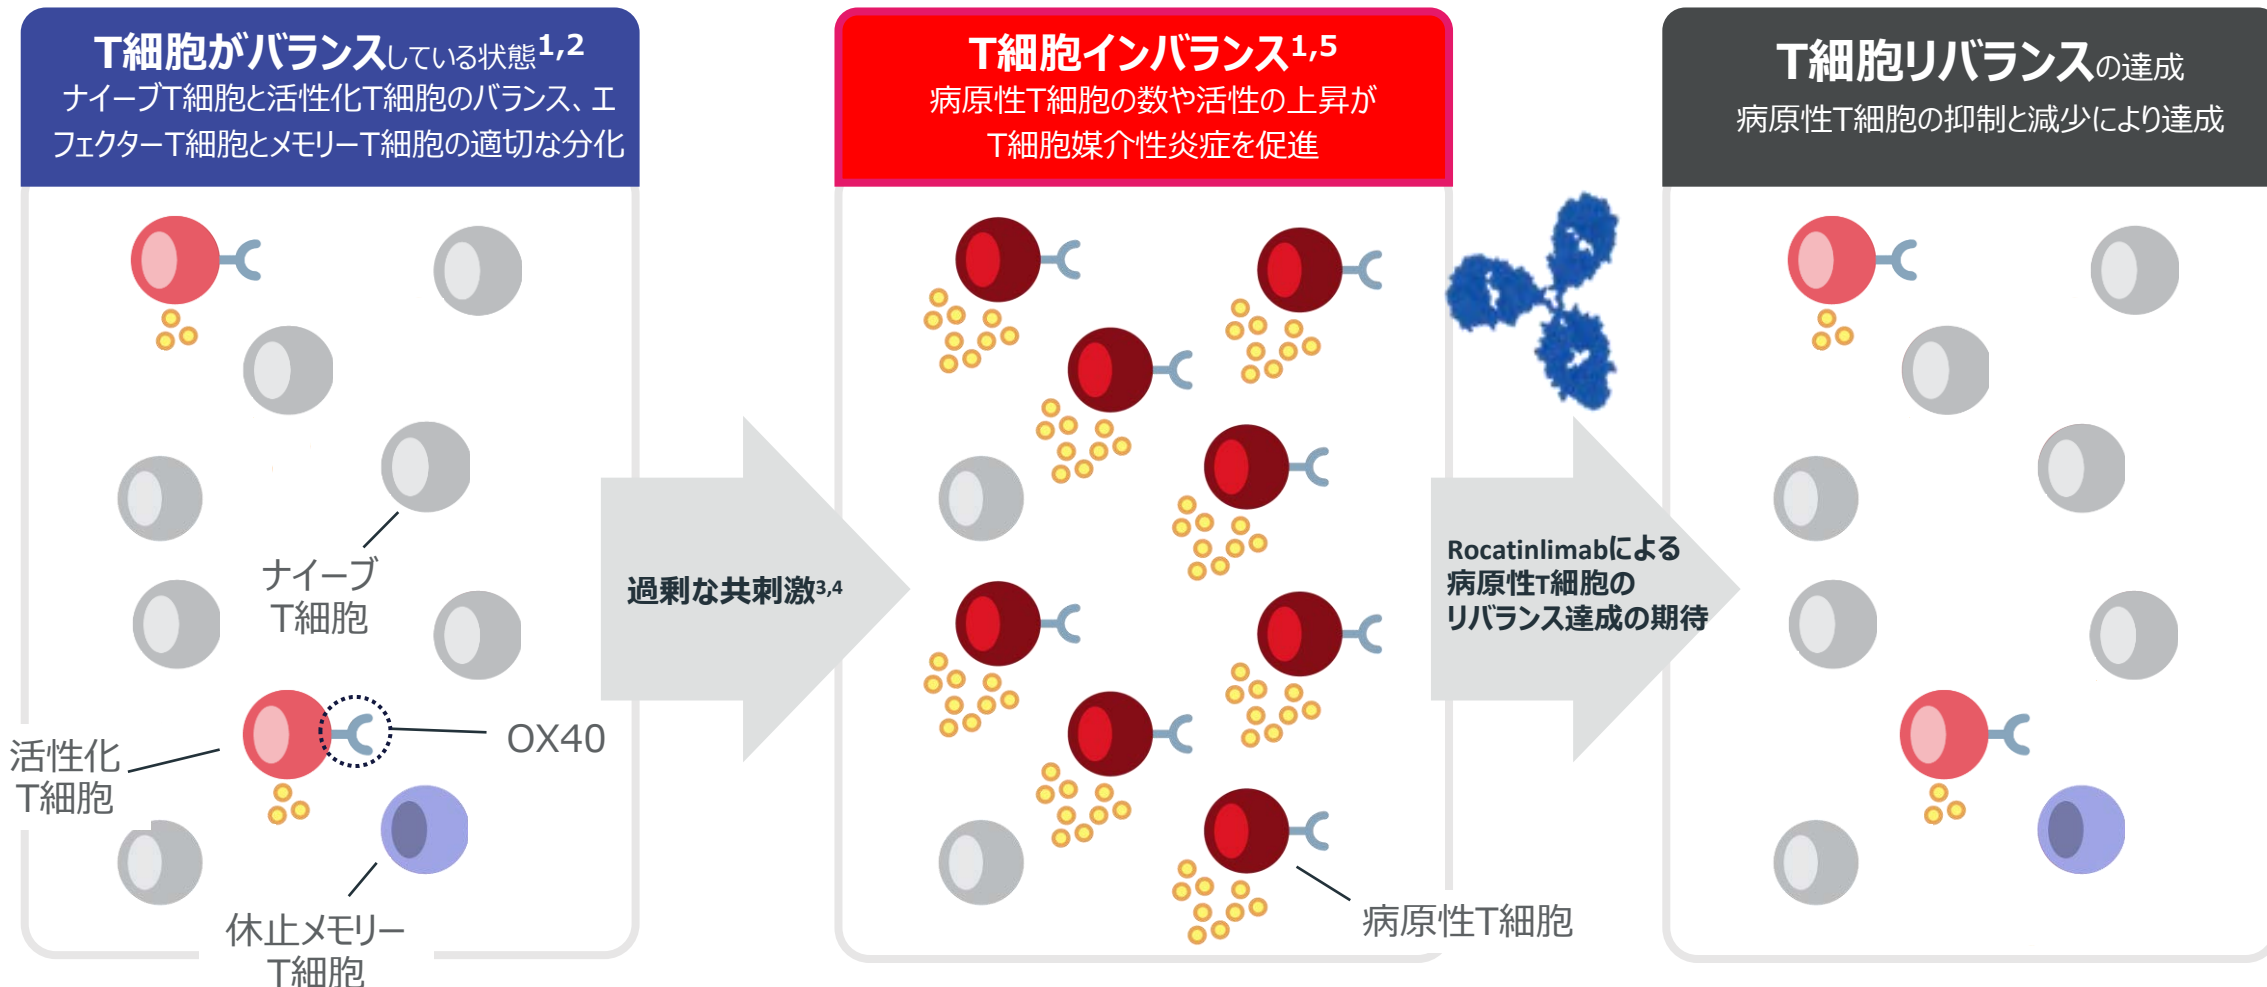 T細胞がバランスしている状態1,2
ナイーブT細胞と活性化T細胞のバランス、エ
フェクターT細胞とメモリーT細胞の適切な分化
ナイーブ
T細胞
活性化
T細胞
OX40
休止メモリー
T細胞
過剰な共刺激3,4
T細胞インバランス1,5
病原性T細胞の数や活性の上昇が
T細胞媒介性炎症を促進
病原性T細胞
Rocatinlimabによる
病原性T細胞の
リバランス達成の期待
T細胞リバランスの達成
病原性T細胞の抑制と減少により達成